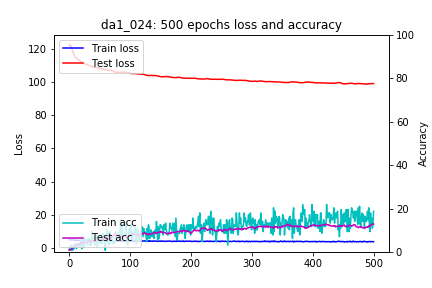 da1_024: 500 epochs loss and accuracy
120
100
80
60
40
20
0
Loss
Train loss
Test loss
Train acc
Test acc
0
100
200
300
400
500
100
80
60
40
20
0
Accuracy